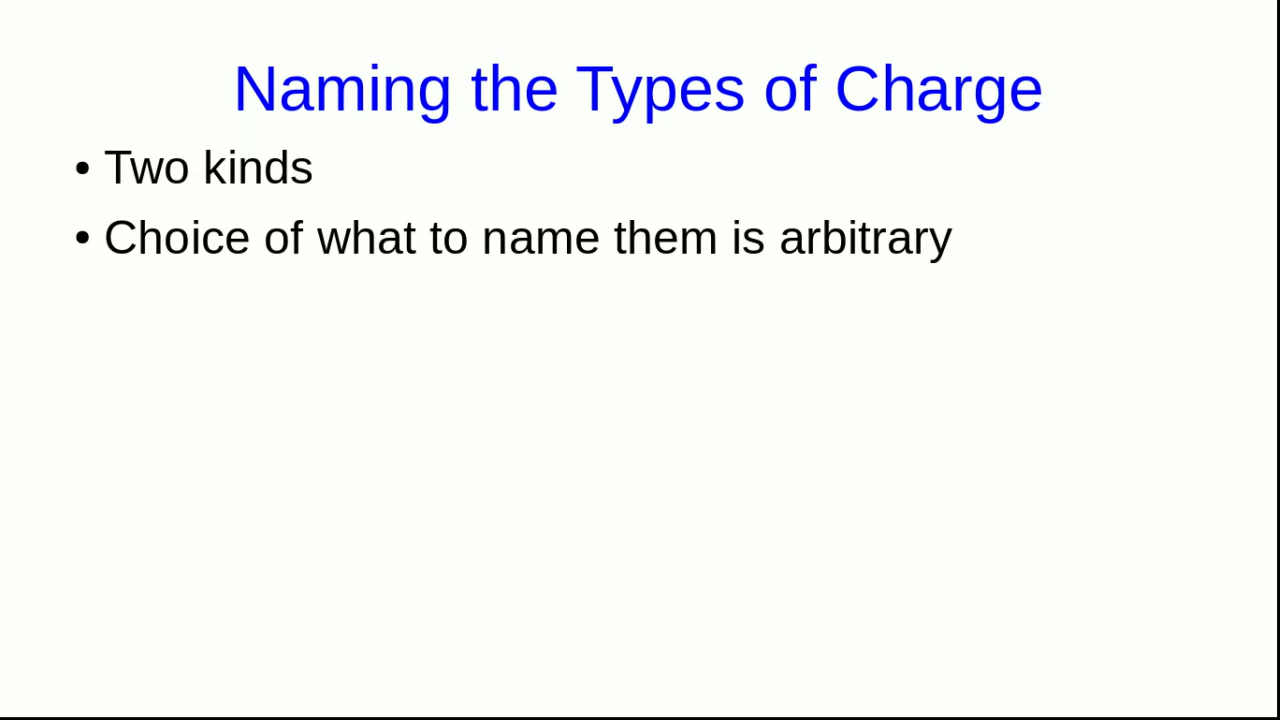 Naming the Types of Charge
• Two kinds
• Choice of what to name them is arbitrary